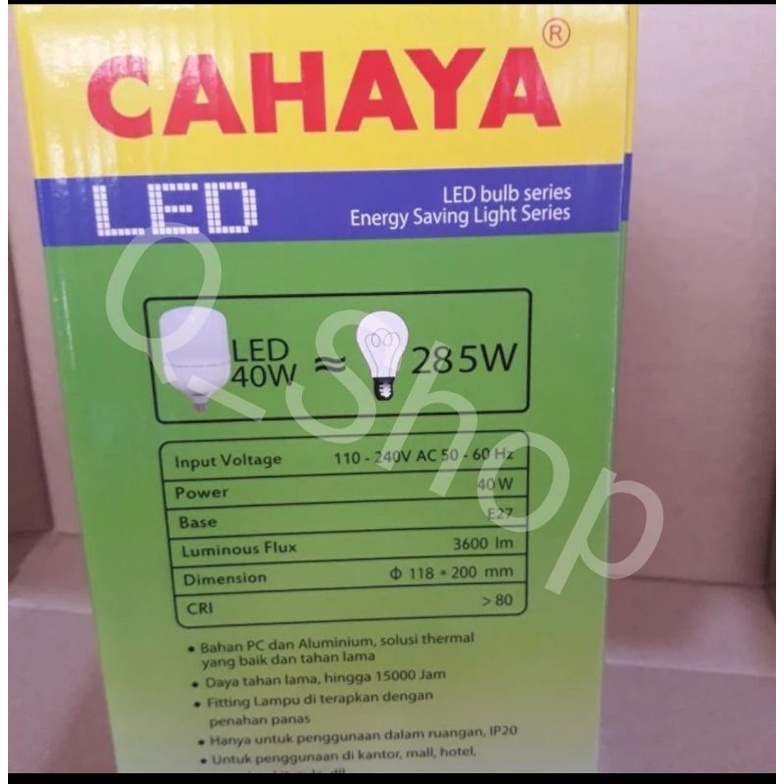 CAHAYA®
LED
LED bulb series
Energy Saving Light Series
LED
40W ≈ 285W
Input Voltage 110 - 240V AC 50 - 60 Hz
Power 40 W
Base E27
Luminous Flux 3600 lm
Dimension Φ 118 * 200 mm
CRI > 80
• Bahan PC dan Aluminium, solusi thermal
yang baik dan tahan lama
• Daya tahan lama, hingga 15000 Jam
• Fitting Lampu di terapkan dengan
penahan panas
• Hanya untuk penggunaan dalam ruangan, IP20
• Untuk penggunaan di kantor, mall, hotel,
Q_Shop